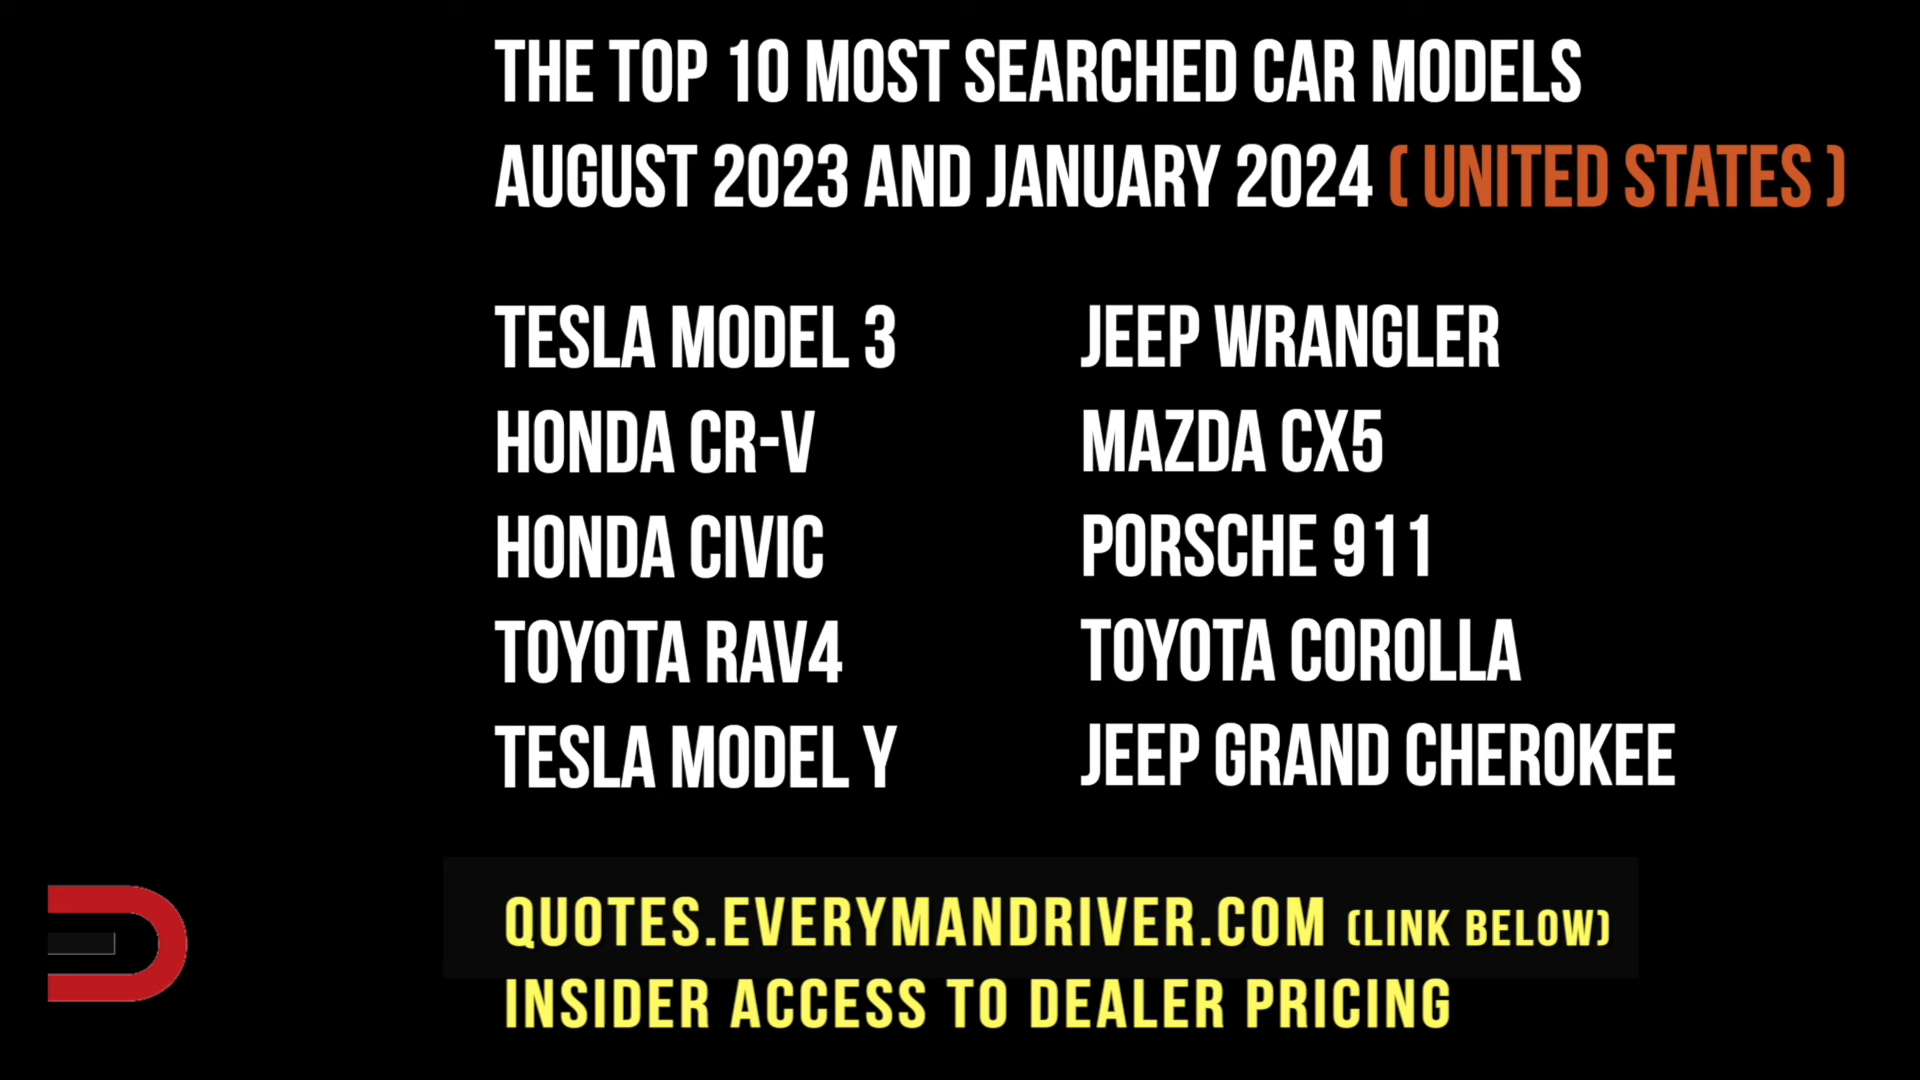 THE TOP 10 MOST SEARCHED CAR MODELS
AUGUST 2023 AND JANUARY 2024 ( UNITED STATES )
TESLA MODEL 3
HONDA CR-V
HONDA CIVIC
TOYOTA RAV4
TESLA MODEL Y
JEEP WRANGLER
MAZDA CX5
PORSCHE 911
TOYOTA COROLLA
JEEP GRAND CHEROKEE
QUOTES.EVERYMANDRIVER.COM (LINK BELOW)
INSIDER ACCESS TO DEALER PRICING